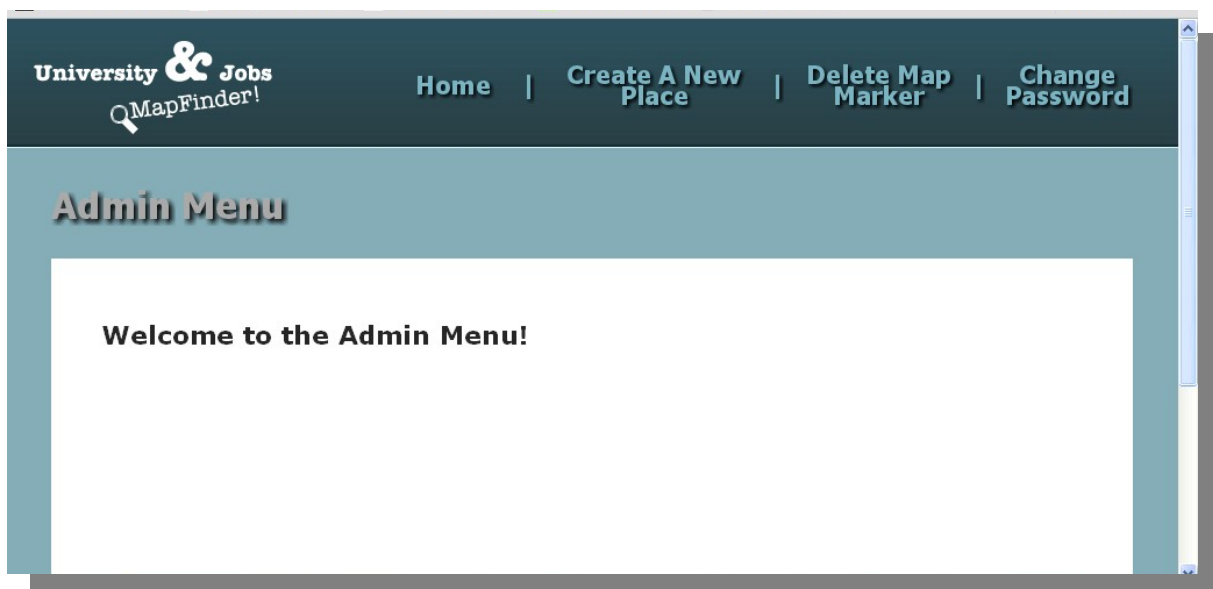 University & Jobs
MapFinder!
Home | Create A New Place | Delete Map Marker | Change Password
Admin Menu
Welcome to the Admin Menu!